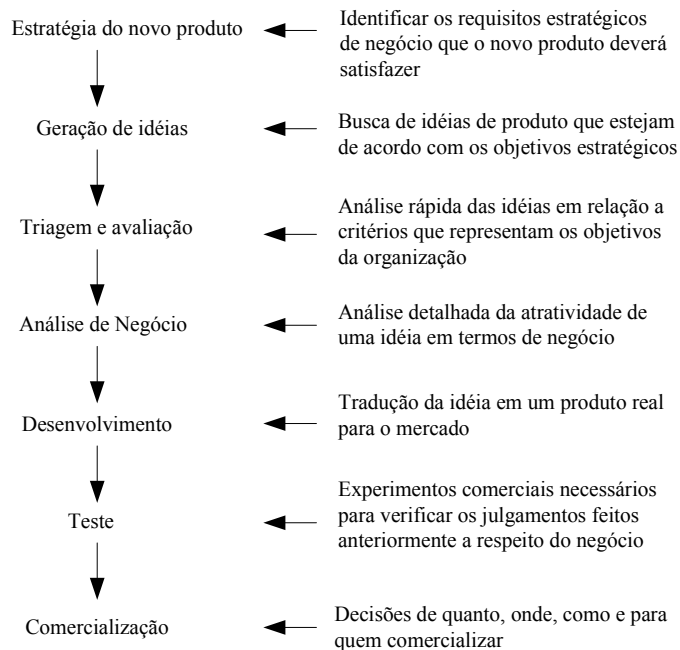 Estratégia do novo produto
Identificar os requisitos estratégicos
de negócio que o novo produto deverá
satisfazer
Geração de idéias
Busca de idéias de produto que estejam
de acordo com os objetivos estratégicos
Triagem e avaliação
Análise rápida das idéias em relação a
critérios que representam os objetivos
da organização
Análise de Negócio
Análise detalhada da atratividade de
uma idéia em termos de negócio
Desenvolvimento
Tradução da idéia em um produto real
para o mercado
Teste
Experimentos comerciais necessários
para verificar os julgamentos feitos
anteriormente a respeito do negócio
Comercialização
Decisões de quanto, onde, como e para
quem comercializar